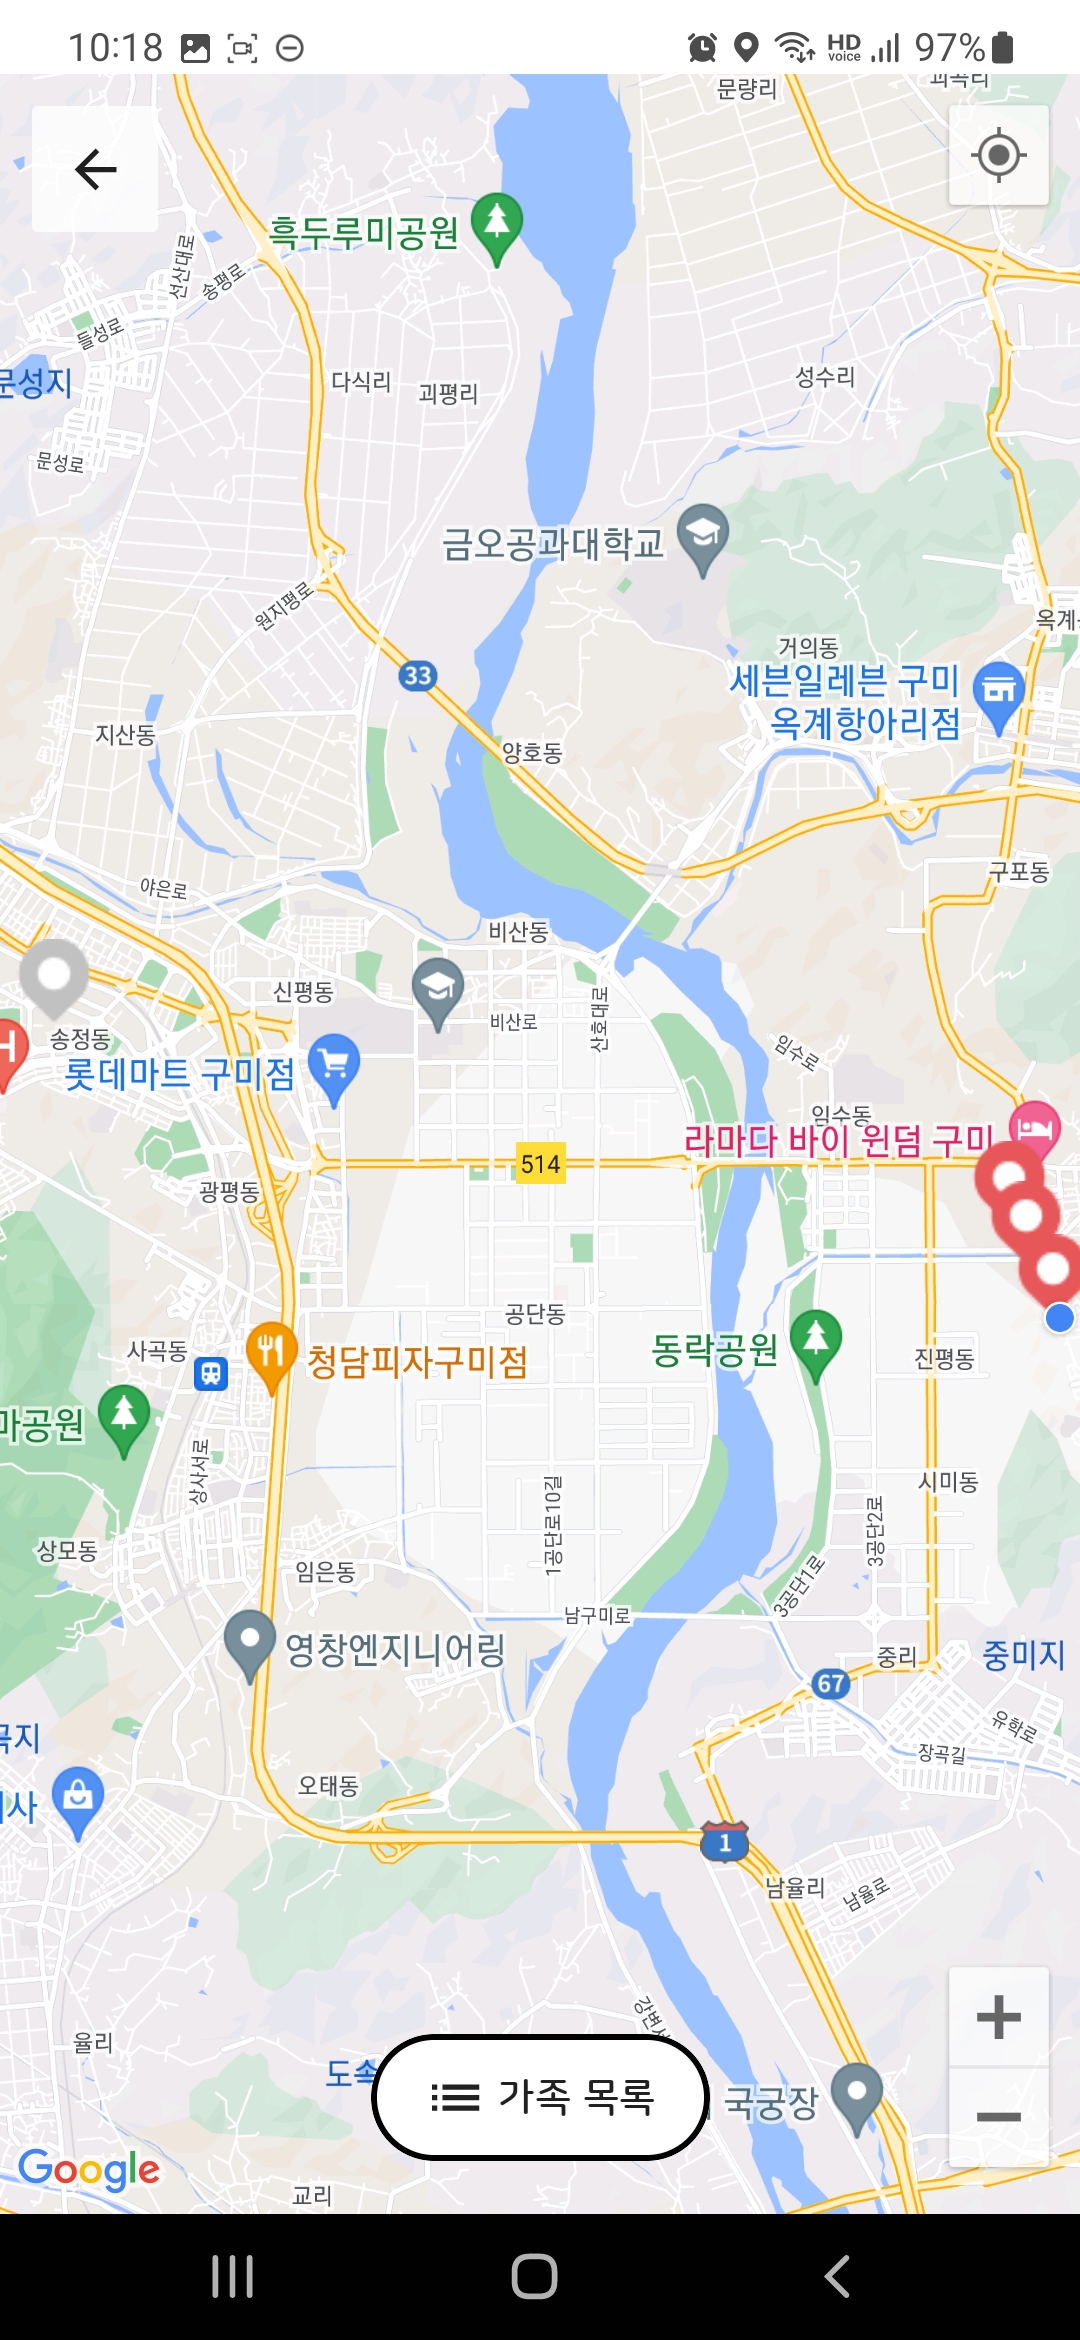 10:18
HD voice
97%
문량리
흑두루미공원
선산대로
송평로
들성로
문성지
다식리
괴평리
성수리
문성로
금오공과대학교
원지평로
옥계
거의동
33
세븐일레븐 구미
옥계항아리점
지산동
양호동
구포동
야은로
비산동
신평동
비산로
산호대로
송정동
롯데마트 구미점
임수로
임수동
라마다 바이 윈덤 구미
514
광평동
공단동
사곡동
청담피자구미점
동락공원
진평동
마공원
상사서로
시미동
1공단로10길
3공단2로
상모동
임은동
3공단1로
남구미로
영창엔지니어링
중리
중미지
67
유학로
장곡길
오태동
1
남율리
남율로
율리
가족 목록
국궁장
Google
교리